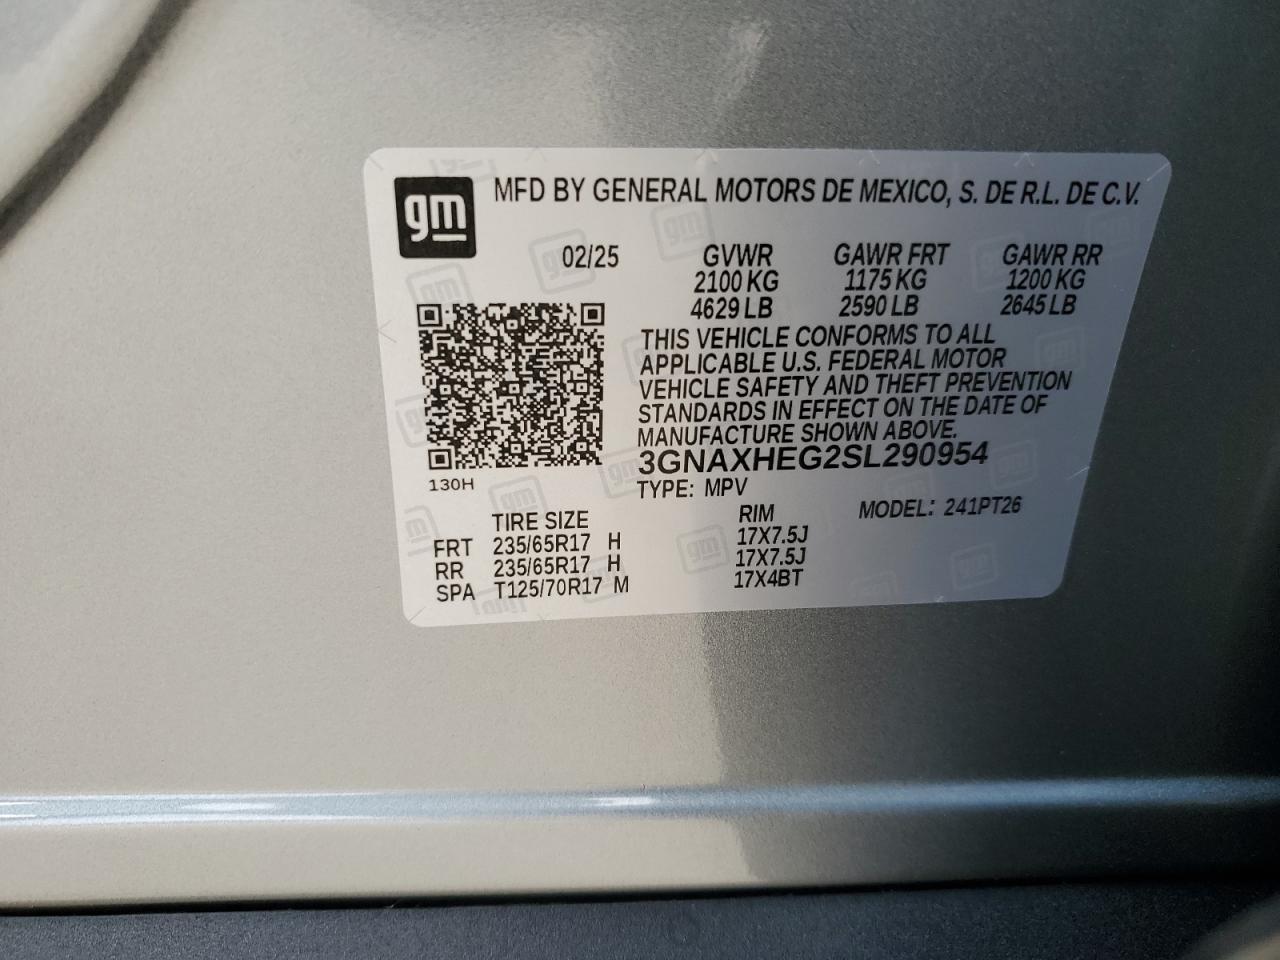 gm
MFD BY GENERAL MOTORS DE MEXICO, S. DE R.L. DE C.V.
02/25 GVWR GAWR FRT GAWR RR
2100 KG 1175 KG 1200 KG
4629 LB 2590 LB 2645 LB
THIS VEHICLE CONFORMS TO ALL
APPLICABLE U.S. FEDERAL MOTOR
VEHICLE SAFETY AND THEFT PREVENTION
STANDARDS IN EFFECT ON THE DATE OF
MANUFACTURE SHOWN ABOVE.
3GNAXHEG2SL290954
130H
TYPE: MPV
TIRE SIZE RIM MODEL: 241PT26
FRT 235/65R17 H 17X7.5J
RR 235/65R17 H 17X7.5J
SPA T125/70R17 M 17X4BT